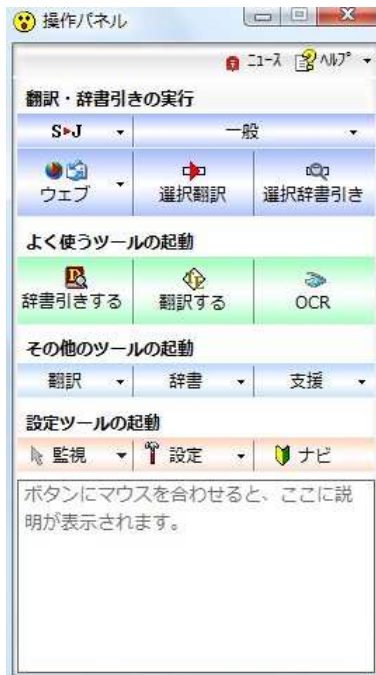 操作パネル
ニュース ヘルプ
翻訳・辞書引きの実行
S▸J 一般
ウェブ 選択翻訳 選択辞書引き
よく使うツールの起動
辞書引きする 翻訳する OCR
その他のツールの起動
翻訳 辞書 支援
設定ツールの起動
監視 設定 ナビ
ボタンにマウスを合わせると、ここに説
明が表示されます。